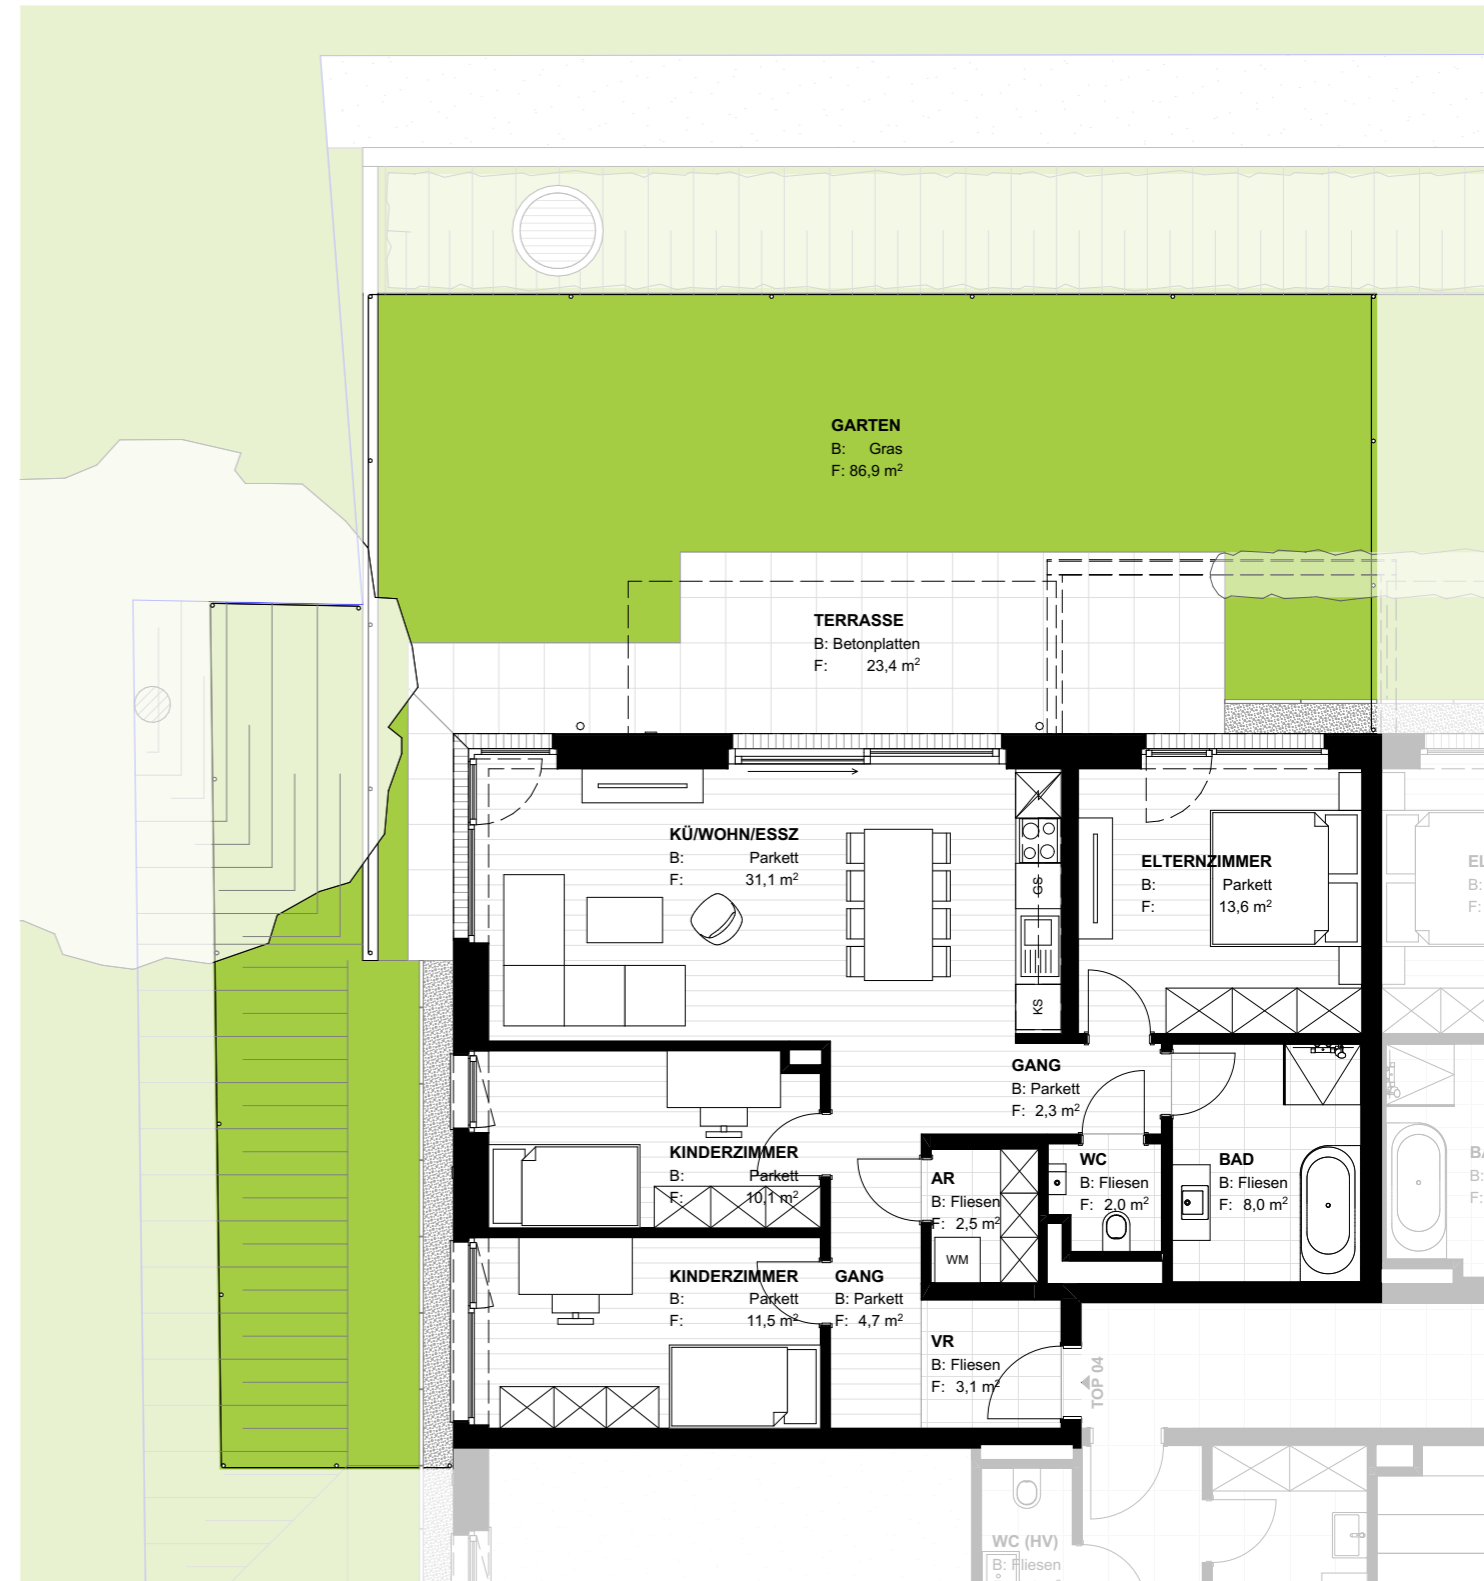 GARTEN
B: Gras
F: 86,9 m²
TERRASSE
B: Betonplatten
F: 23,4 m²
KÜ/WOHN/ESSZ
B: Parkett
F: 31,1 m²
GS
KS
ELTERNZIMMER
B: Parkett
F: 13,6 m²
EL
B:
F:
GANG
B: Parkett
F: 2,3 m²
KINDERZIMMER
B: Parkett
F: 10,1 m²
AR
B: Fliesen
F: 2,5 m²
WM
WC
B: Fliesen
F: 2,0 m²
BAD
B: Fliesen
F: 8,0 m²
BA
B:
F:
KINDERZIMMER
B: Parkett
F: 11,5 m²
GANG
B: Parkett
F: 4,7 m²
VR
B: Fliesen
F: 3,1 m²
TOP 04
WC (HV)
B: Fliesen